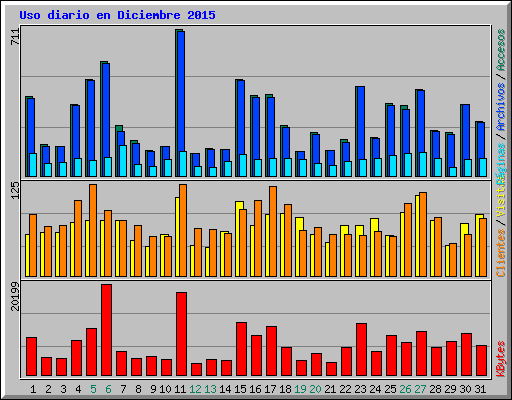 Uso diario en Diciembre 2015
711
125
20199
Accesos
/ Archivos /
Páginas
Visitas
/
Clientes
KBytes
1 2 3 4 5 6 7 8 9 10 11 12 13 14 15 16 17 18 19 20 21 22 23 24 25 26 27 28 29 30 31